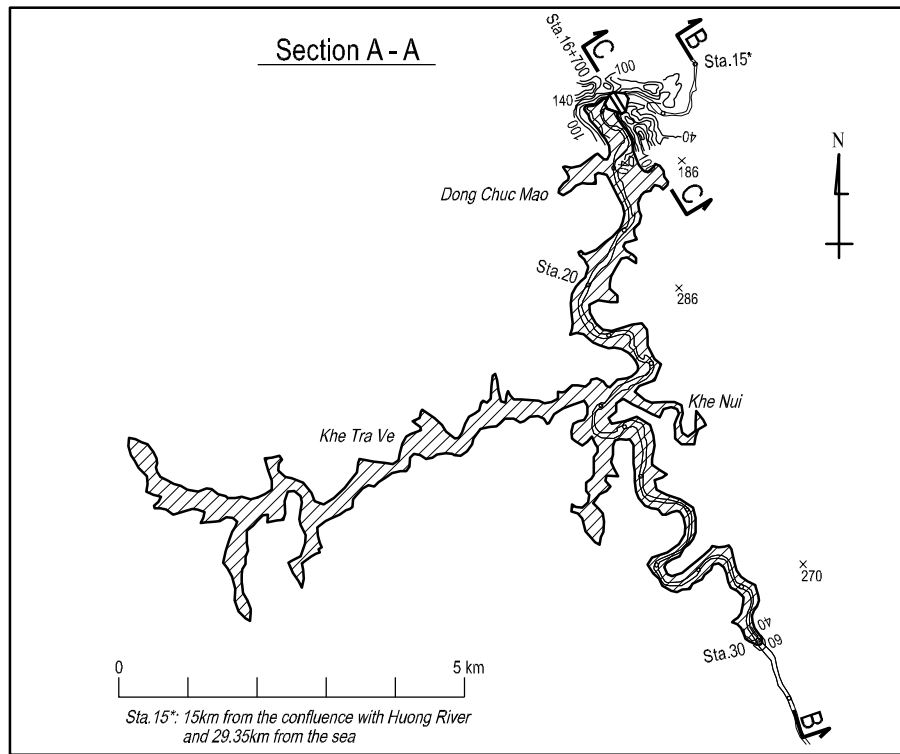 Section A - A
Sta.16+700
C
B
Sta.15*
100
140
100
40
186
N
Dong Chuc Mao
C
Sta.20
286
Khe Nui
Khe Tra Ve
270
40
60
Sta.30
0
5 km
B
Sta.15*: 15km from the confluence with Huong River
and 29.35km from the sea